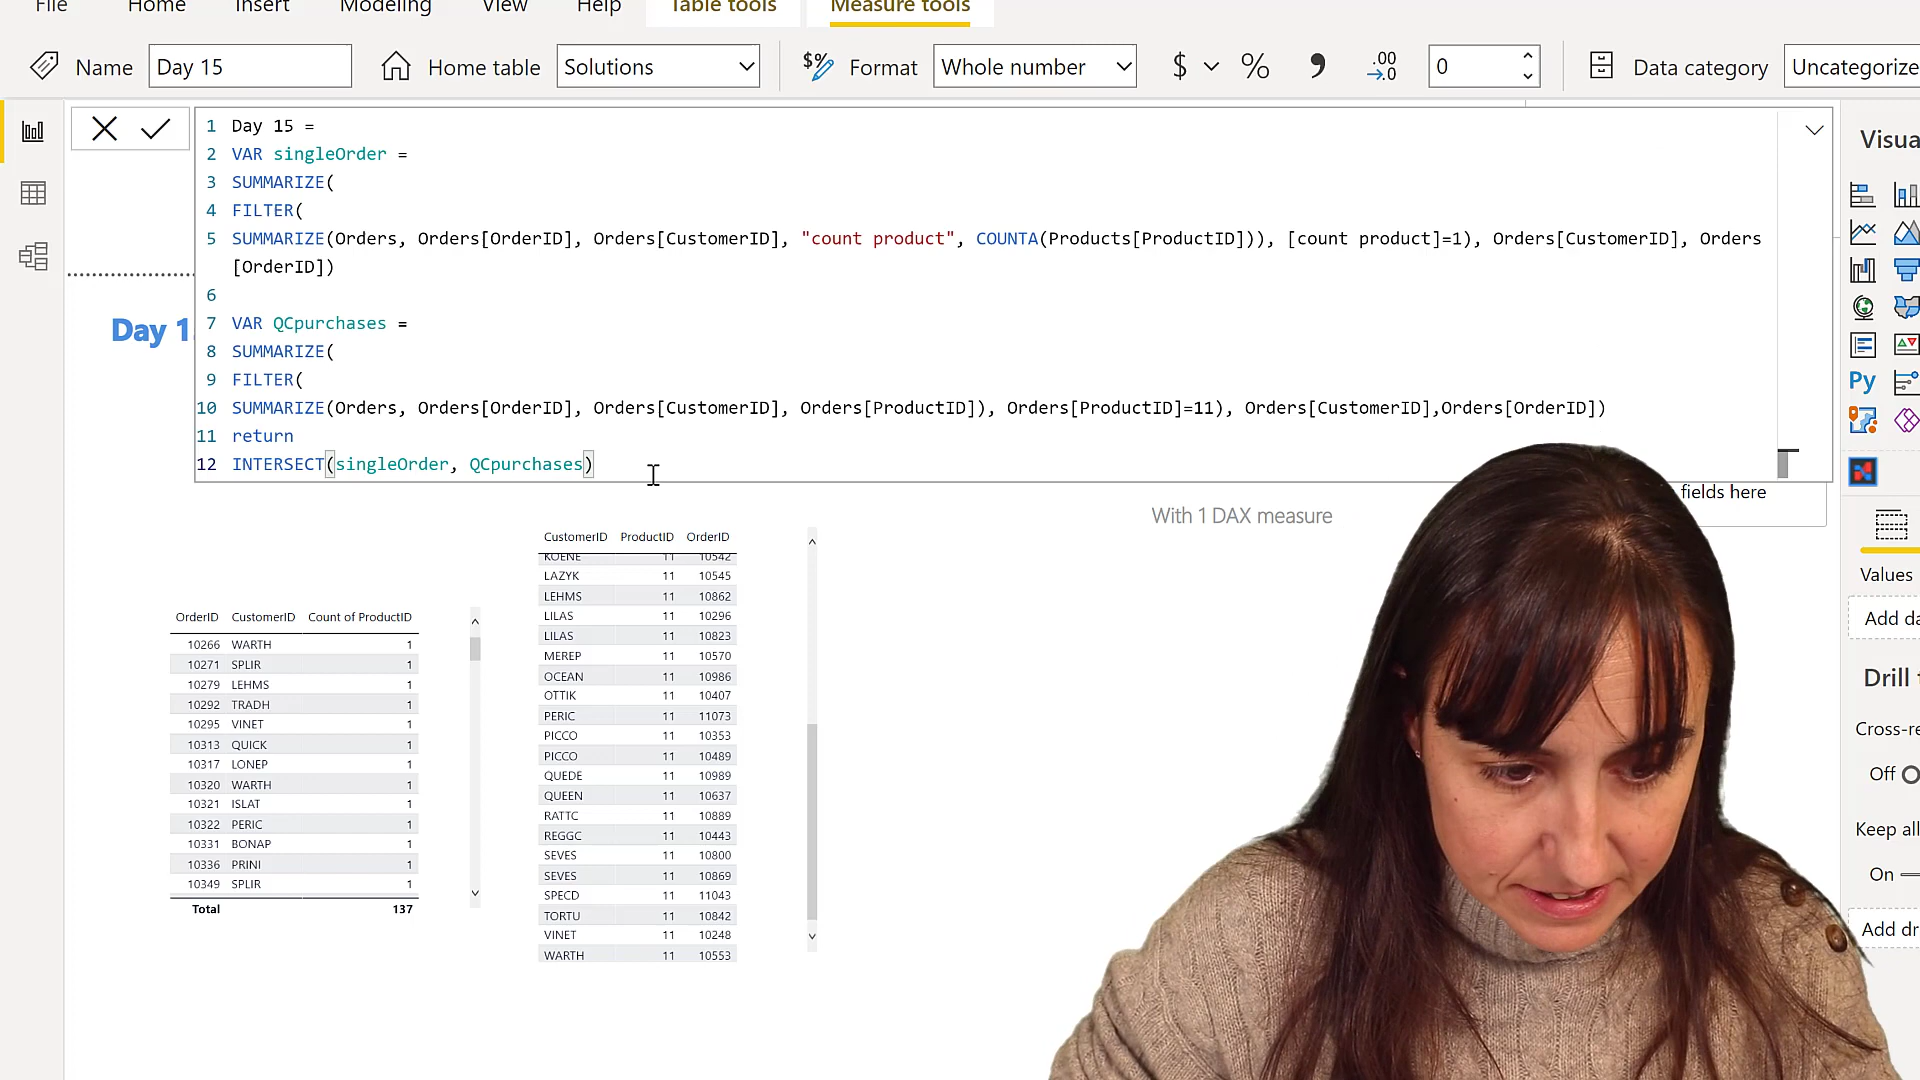 File Home Insert Modeling View Help Table tools Measure tools
Name Day 15 Home table Solutions Format Whole number $ % , .00 →.0 0 Data category Uncategorize
1 Day 15 =
2 VAR singleOrder =
3 SUMMARIZE(
4 FILTER(
5 SUMMARIZE(Orders, Orders[OrderID], Orders[CustomerID], "count product", COUNTA(Products[ProductID])), [count product]=1), Orders[CustomerID], Orders
[OrderID])
6
7 VAR QCpurchases =
8 SUMMARIZE(
9 FILTER(
10 SUMMARIZE(Orders, Orders[OrderID], Orders[CustomerID], Orders[ProductID]), Orders[ProductID]=11), Orders[CustomerID],Orders[OrderID])
11 return
12 INTERSECT(singleOrder, QCpurchases)
Day 1
fields here
With 1 DAX measure
OrderID CustomerID Count of ProductID
10266 WARTH 1
10271 SPLIR 1
10279 LEHMS 1
10292 TRADH 1
10295 VINET 1
10313 QUICK 1
10317 LONEP 1
10320 WARTH 1
10321 ISLAT 1
10322 PERIC 1
10331 BONAP 1
10336 PRINI 1
10349 SPLIR 1
Total 137
CustomerID ProductID OrderID
KOENE 11 10542
LAZYK 11 10545
LEHMS 11 10862
LILAS 11 10296
LILAS 11 10823
MEREP 11 10570
OCEAN 11 10986
OTTIK 11 10407
PERIC 11 11073
PICCO 11 10353
PICCO 11 10489
QUEDE 11 10989
QUEEN 11 10637
RATTC 11 10889
REGGC 11 10443
SEVES 11 10800
SEVES 11 10869
SPECD 11 11043
TORTU 11 10842
VINET 11 10248
WARTH 11 10553
Visua
Py
Values
Add da
Drill t
Cross-re
Off
Keep all
On
Add dr